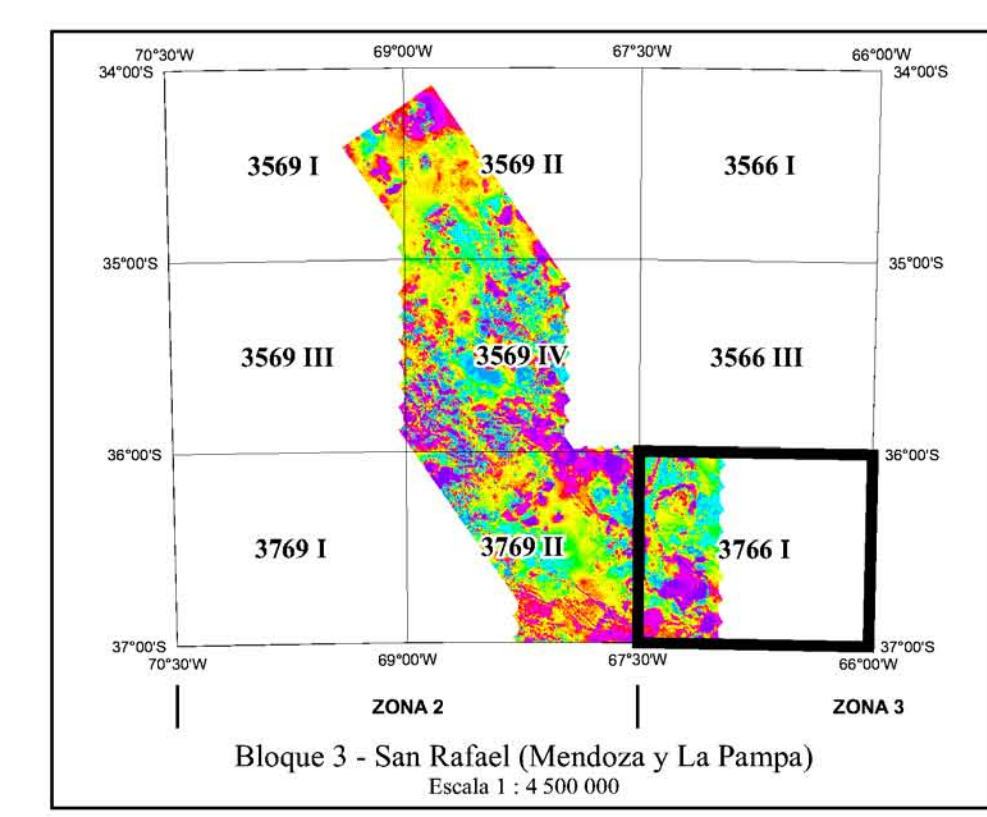 70°30'W 69°00'W 67°30'W 66°00'W
34°00'S 34°00'S
3569 I 3569 II 3566 I
35°00'S 35°00'S
3569 III 3569 IV 3566 III
36°00'S 36°00'S
3769 I 3769 II 3766 I
37°00'S 37°00'S
70°30'W 69°00'W 67°30'W 66°00'W
ZONA 2 ZONA 3
Bloque 3 - San Rafael (Mendoza y La Pampa)
Escala 1 : 4 500 000